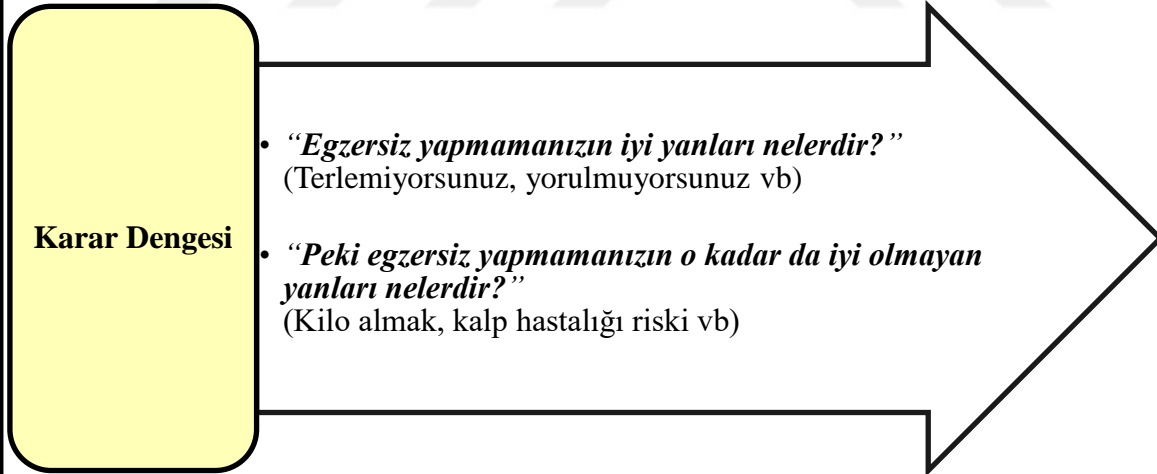 Karar Dengesi
• “Egzersiz yapmamanızın iyi yanları nelerdir?”
(Terlemiyorsunuz, yorulmuyorsunuz vb)
• “Peki egzersiz yapmamanızın o kadar da iyi olmayan
yanları nelerdir?”
(Kilo almak, kalp hastalığı riski vb)